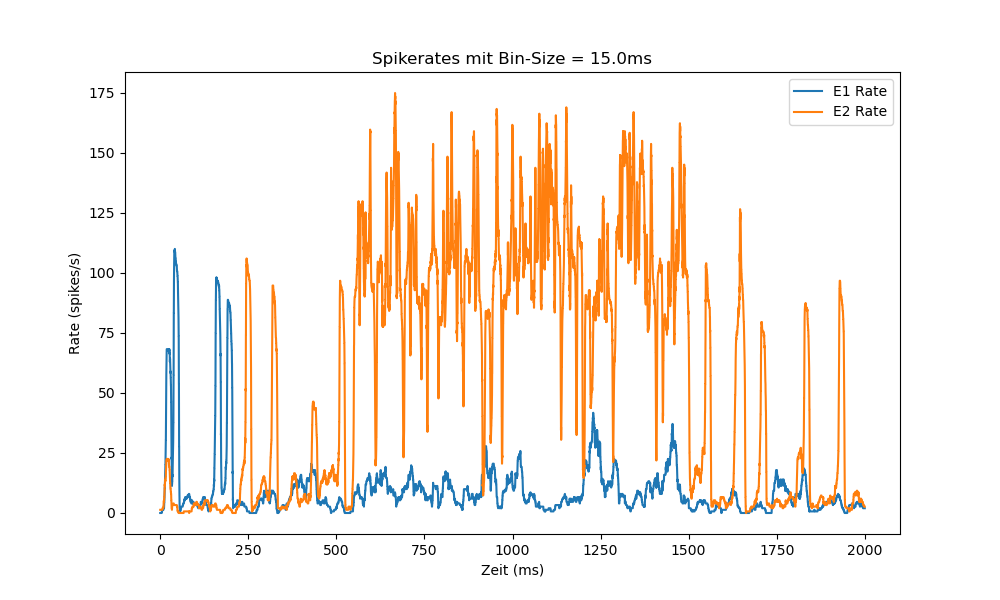 Spikerates mit Bin-Size = 15.0ms
E1 Rate
E2 Rate
175
150
125
100
75
50
25
0
Rate (spikes/s)
0 250 500 750 1000 1250 1500 1750 2000
Zeit (ms)